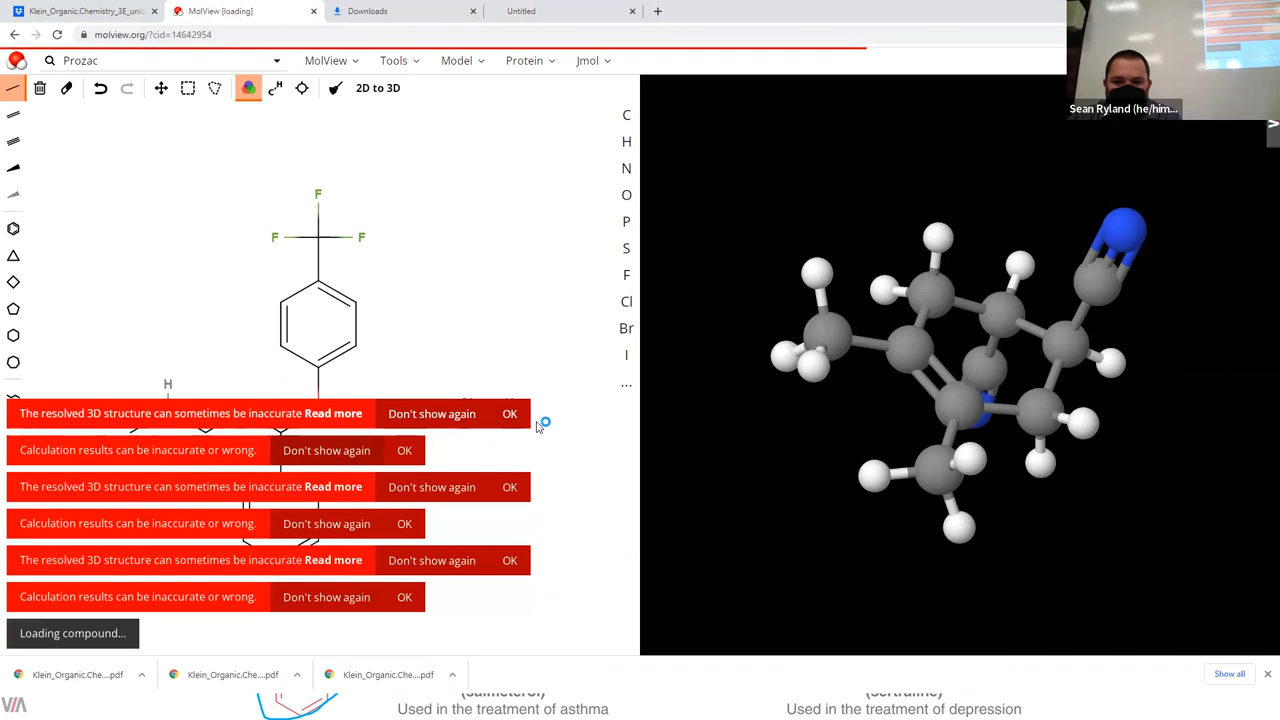 Klein_Organic.Chemistry_3E_unic
MolView [loading]
Downloads
Untitled
molview.org/?cid=14642954
Prozac
MolView
Tools
Model
Protein
Jmol
2D to 3D
Sean Ryland (he/him...
C
H
N
O
P
S
F
Cl
Br
I
...
F
F
F
H
The resolved 3D structure can sometimes be inaccurate Read more Don't show again OK
Calculation results can be inaccurate or wrong. Don't show again OK
The resolved 3D structure can sometimes be inaccurate Read more Don't show again OK
Calculation results can be inaccurate or wrong. Don't show again OK
The resolved 3D structure can sometimes be inaccurate Read more Don't show again OK
Calculation results can be inaccurate or wrong. Don't show again OK
Loading compound...
Klein_Organic.Che....pdf
Klein_Organic.Che....pdf
Klein_Organic.Che....pdf
Show all
(salmeterol)
Used in the treatment of asthma
(sertraline)
Used in the treatment of depression
VIA